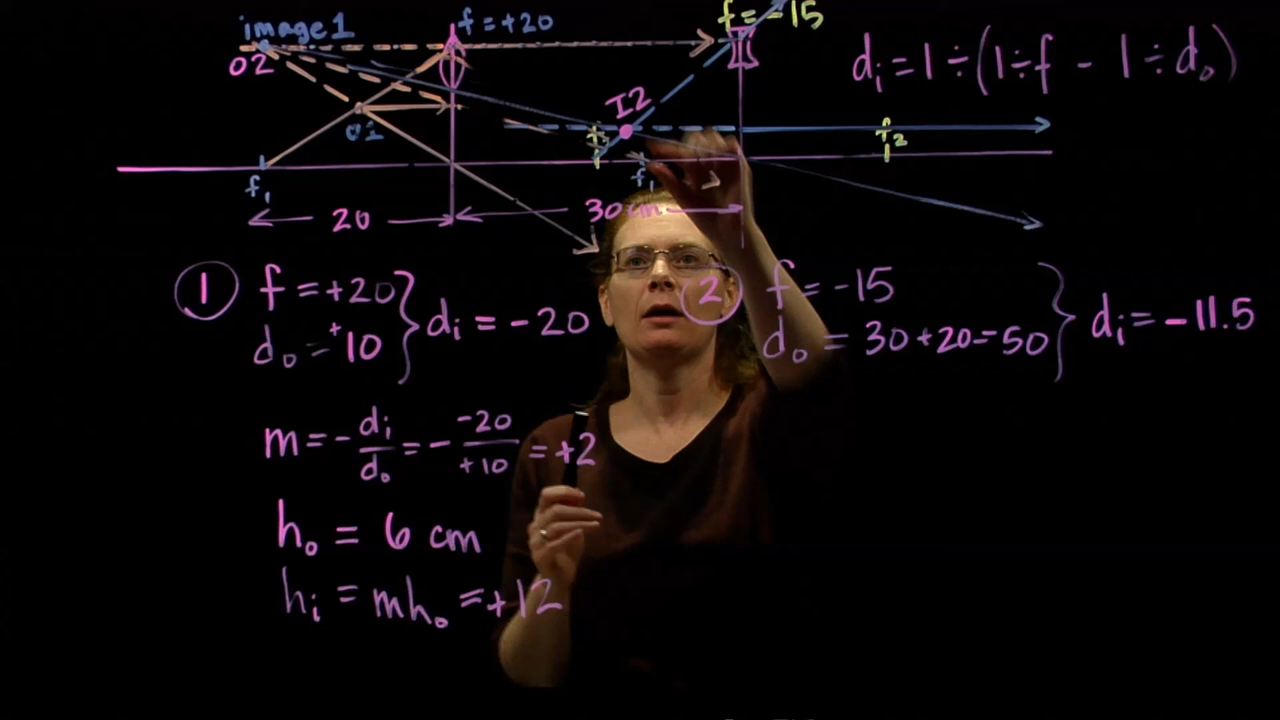 image1
f = +20
f = -15
o2
dᵢ = 1 ÷ (1÷f - 1÷dₒ)
I2
o1
f₂
f₂
f₁
f₁
20
30 cm
1
f = +20
dₒ = +10
dᵢ = -20
2
f = -15
dₒ = 30 + 20 = 50
dᵢ = -11.5
m = - dᵢ/dₒ = - -20/+10 = +2
hₒ = 6 cm
hᵢ = mhₒ = +12